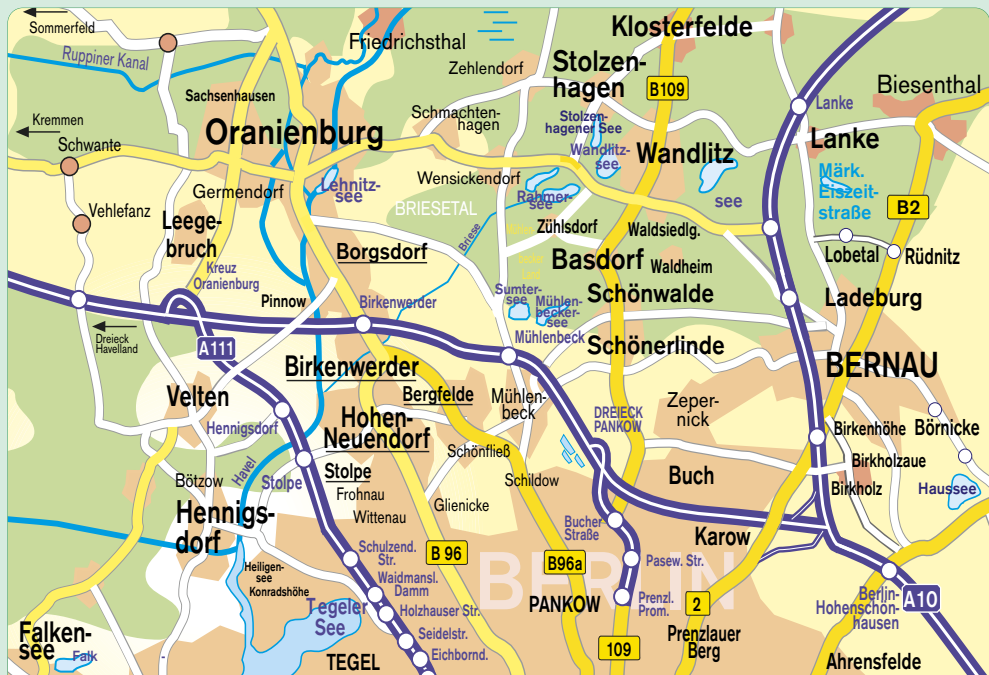 Sommerfeld
Ruppiner Kanal
Friedrichsthal
Zehlendorf
Klosterfelde
Stolzen-
hagen
B109
Biesenthal
Sachsenhausen
Oranienburg
Schmachten-
hagen
Stolzen-
hagener See
Wandlitz-
see
Wandlitz
Lanke
Lanke
Kremmen
Schwante
Germendorf
Lehnitz-
see
Wensickendorf
BRIESETAL
Rahmer-
see
see
Märk.
Eiszeit-
straße
B2
Vehlefanz
Leege-
bruch
Briese
Zühlsdorf
Waldsiedlg.
Lobetal
Rüdnitz
Borgsdorf
Basdorf
Waldheim
Kreuz
Oranienburg
Pinnow
Birkenwerder
Sumter-
see
Mühlen-
becker-
see
Mühlenbeck
Schönwalde
Ladeburg
Dreieck
Havelland
A111
Schönerlinde
BERNAU
Birkenwerder
Velten
Bergfelde
Mühlen-
beck
Zeper-
nick
Hohen-
Neuendorf
Hennigsdorf
DREIECK
PANKOW
Birkenhöhe
Börnicke
Schönfließ
Birkholzaue
Bötzow
Havel
Stolpe
Stolpe
Schildow
Buch
Birkholz
Haussee
Frohnau
Wittenau
Glienicke
Hennigs-
dorf
Bucher
Straße
Karow
Schulzend.
Str.
B 96
B96a
BERLIN
Pasew. Str.
Heiligen-
see
Konradshöhe
Waidmansl.
Damm
Tegeler
See
Holzhauser Str.
PANKOW
Prenzl.
Prom.
2
Berlin-
Hohenschön-
hausen
A10
Falken-
see
Falk
Seidelstr.
Eichbornd.
TEGEL
109
Prenzlauer
Berg
Ahrensfelde